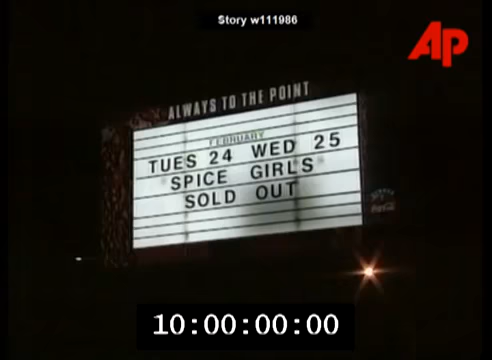 Story w111986
AP
ALWAYS TO THE POINT
FEBRUARY
TUES 24 WED 25
SPICE GIRLS
SOLD OUT
10:00:00:00